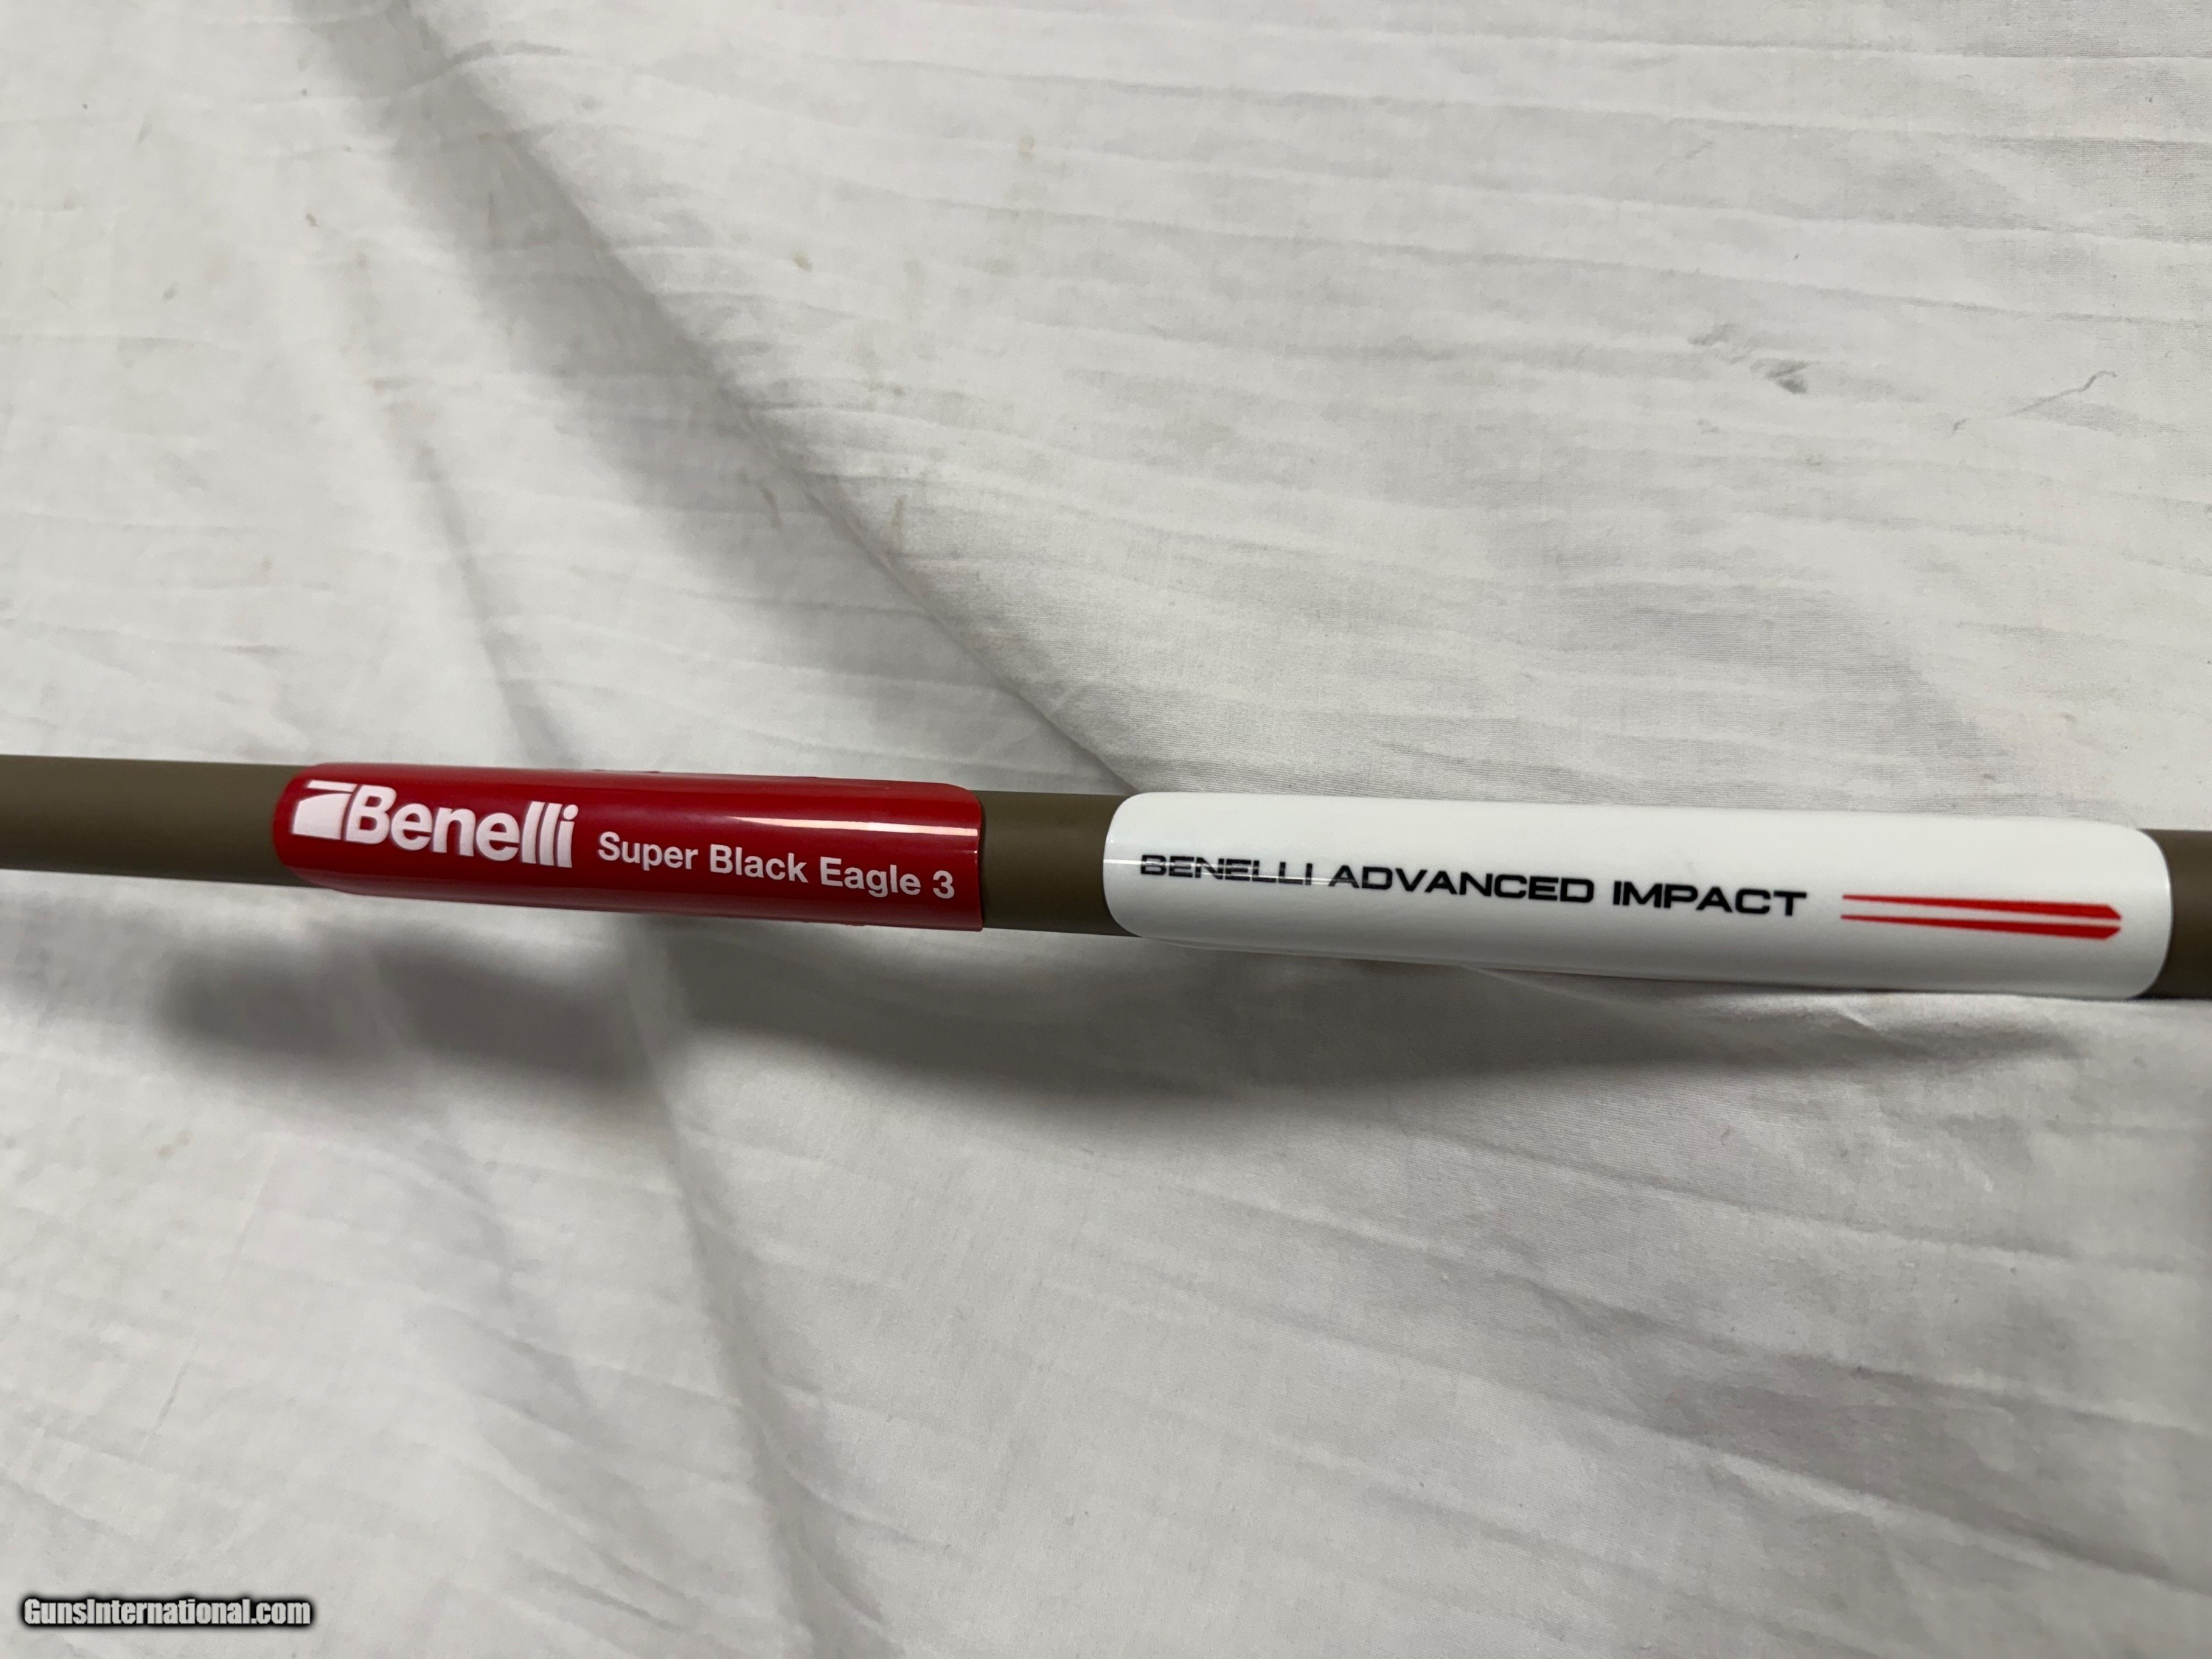 Benelli Super Black Eagle 3
BENELLI ADVANCED IMPACT
GunsInternational.com